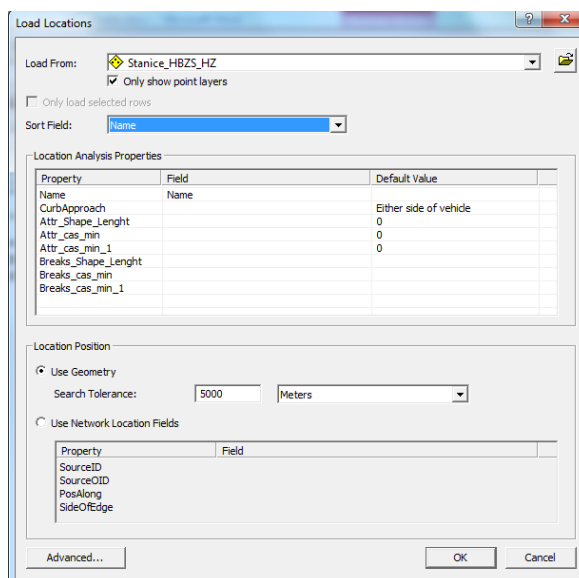 Load Locations
Load From: Stanice_HBZS_HZ
Only show point layers
Only load selected rows
Sort Field: Name
Location Analysis Properties
Property Field Default Value
Name Name
CurbApproach Either side of vehicle
Attr_Shape_Lenght 0
Attr_cas_min 0
Attr_cas_min_1 0
Breaks_Shape_Lenght
Breaks_cas_min
Breaks_cas_min_1
Location Position
Use Geometry
Search Tolerance: 5000 Meters
Use Network Location Fields
Property Field
SourceID
SourceOID
PosAlong
SideOfEdge
Advanced... OK Cancel